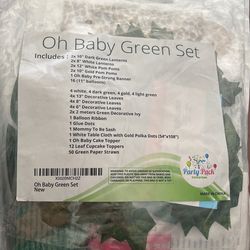 Oh Baby Green Set
Includes
2x 10" Dark Green Lanterns
2x 8" White Lanterns
2x 12" White Pom Poms
2x 10" Gold Pom Poms
1 Oh Baby Pre-Strung Banner
16 (11" balloons)
4 white, 4 dark green, 4 gold, 4 light green
4x 13" Decorative Leaves
4x 8" Decorative Leaves
4x 6" Decorative Leaves
2x 2 meters Green Decorative Ivy
1 Balloon Ribbon
1 Glue Dots
1 Mommy To Be Sash
1 White Table Cloth with Gold Polka Dots (54"x108")
1 Oh Baby Cake Topper
12 Leaf Cupcake Toppers
50 Green Paper Straws
Party Pack
Oh Baby Green Set
New
MADE IN CHINA